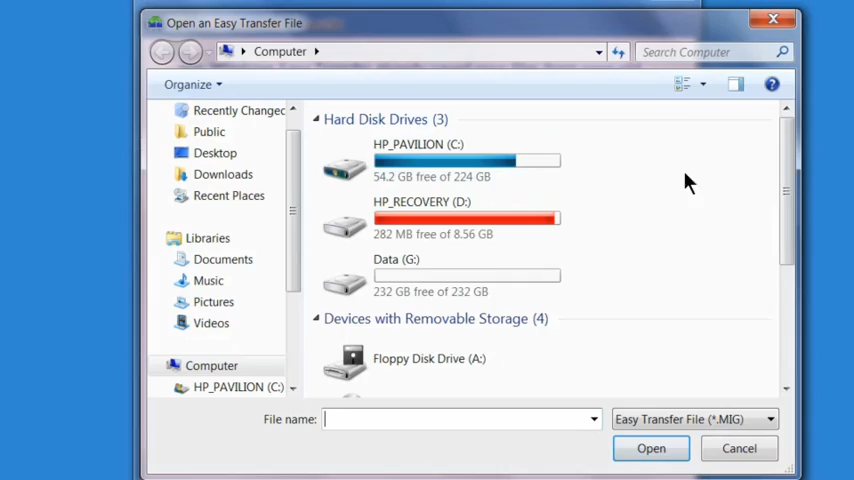 Open an Easy Transfer File
Computer
Search Computer
Organize
Recently Changed
Public
Desktop
Downloads
Recent Places
Libraries
Documents
Music
Pictures
Videos
Computer
HP_PAVILION (C:)
Hard Disk Drives (3)
HP_PAVILION (C:)
54.2 GB free of 224 GB
HP_RECOVERY (D:)
282 MB free of 8.56 GB
Data (G:)
232 GB free of 232 GB
Devices with Removable Storage (4)
Floppy Disk Drive (A:)
File name:
Easy Transfer File (*.MIG)
Open
Cancel